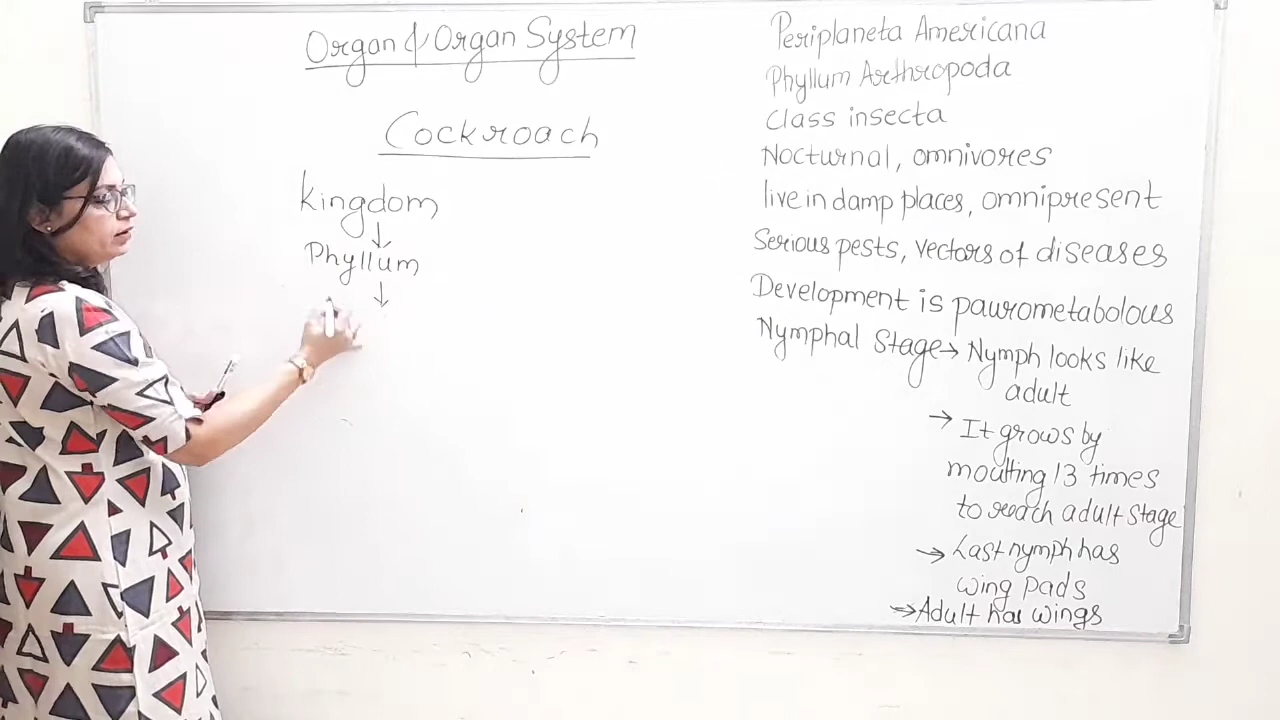 Organ & Organ System
Cockroach
kingdom
↓
Phyllum
↓
Periplaneta Americana
Phyllum Arthropoda
Class insecta
Nocturnal, omnivores
live in damp places, omnipresent
Serious pests, vectors of diseases
Development is paurometabolous
Nymphal Stage → Nymph looks like
adult
→ It grows by
moulting 13 times
to reach adult stage
→ Last nymph has
wing Pads
→ Adult has wings